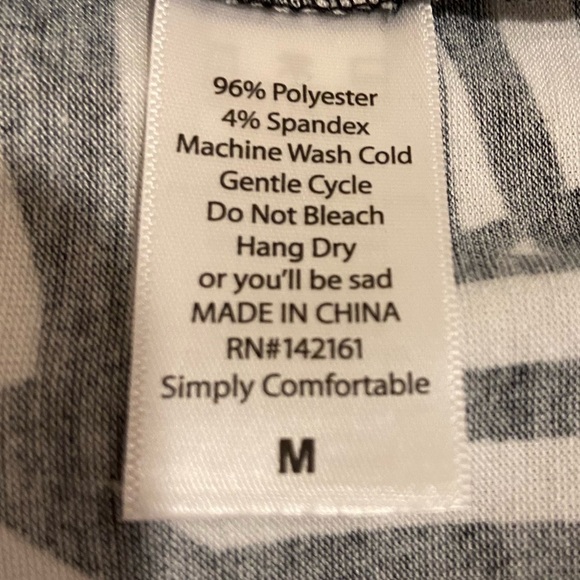 96% Polyester
4% Spandex
Machine Wash Cold
Gentle Cycle
Do Not Bleach
Hang Dry
or you'll be sad
MADE IN CHINA
RN#142161
Simply Comfortable
M